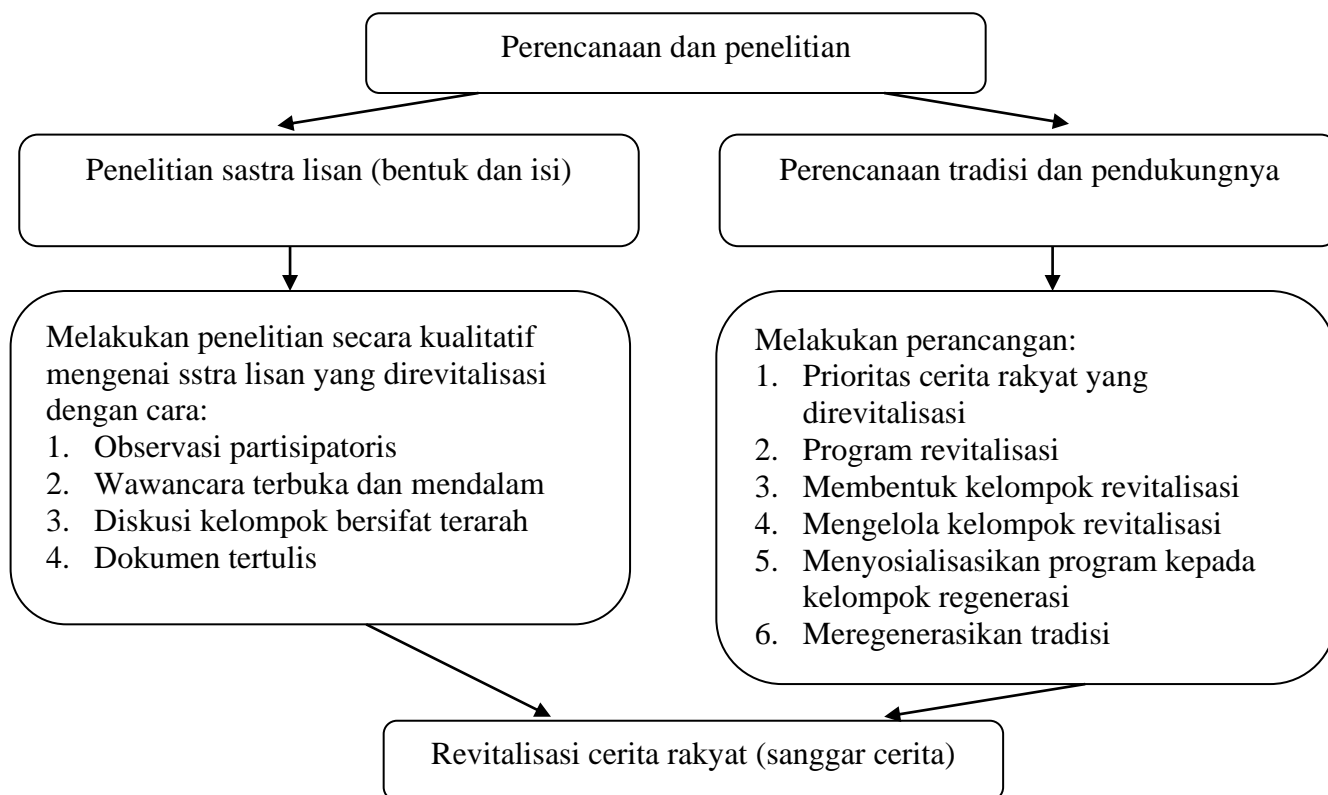 Perencanaan dan penelitian
Penelitian sastra lisan (bentuk dan isi)
Perencanaan tradisi dan pendukungnya
Melakukan penelitian secara kualitatif
mengenai sstra lisan yang direvitalisasi
dengan cara:
1. Observasi partisipatoris
2. Wawancara terbuka dan mendalam
3. Diskusi kelompok bersifat terarah
4. Dokumen tertulis
Melakukan perancangan:
1. Prioritas cerita rakyat yang
direvitalisasi
2. Program revitalisasi
3. Membentuk kelompok revitalisasi
4. Mengelola kelompok revitalisasi
5. Menyosialisasikan program kepada
kelompok regenerasi
6. Meregenerasikan tradisi
Revitalisasi cerita rakyat (sanggar cerita)